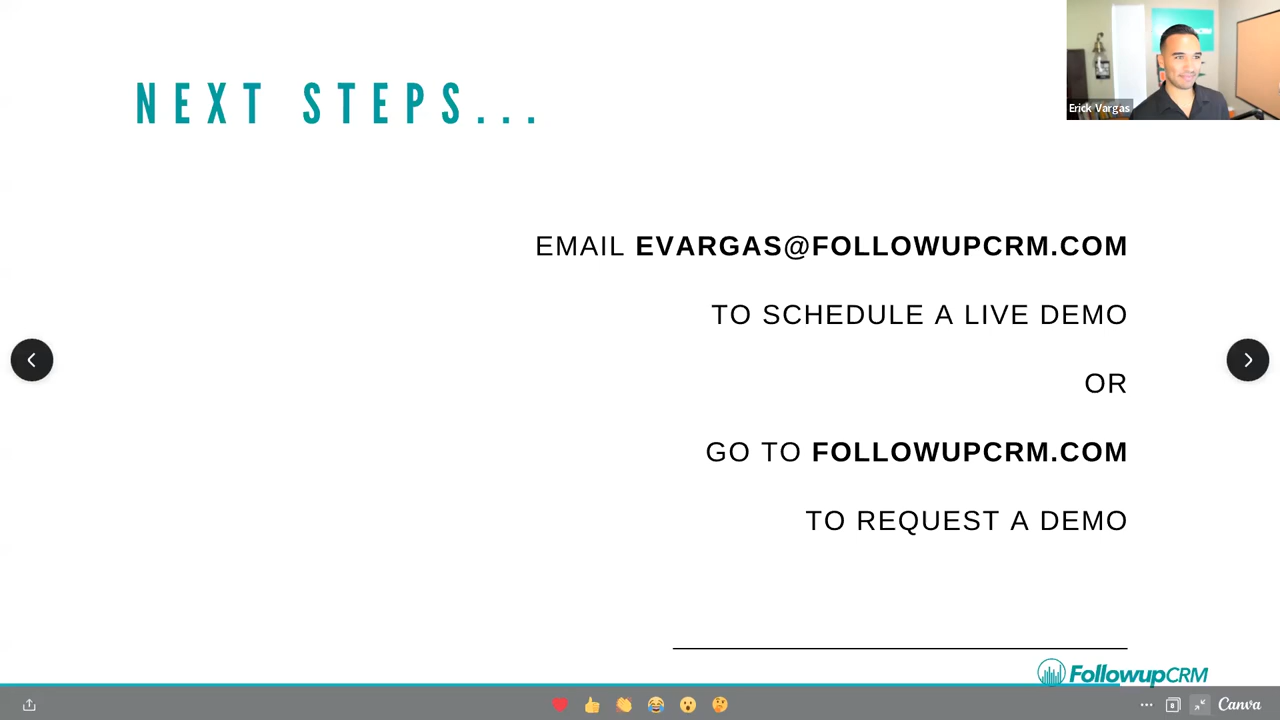 Erick Vargas
NEXT STEPS...
EMAIL EVARGAS@FOLLOWUPCRM.COM
TO SCHEDULE A LIVE DEMO
OR
GO TO FOLLOWUPCRM.COM
TO REQUEST A DEMO
FollowupCRM
Canva